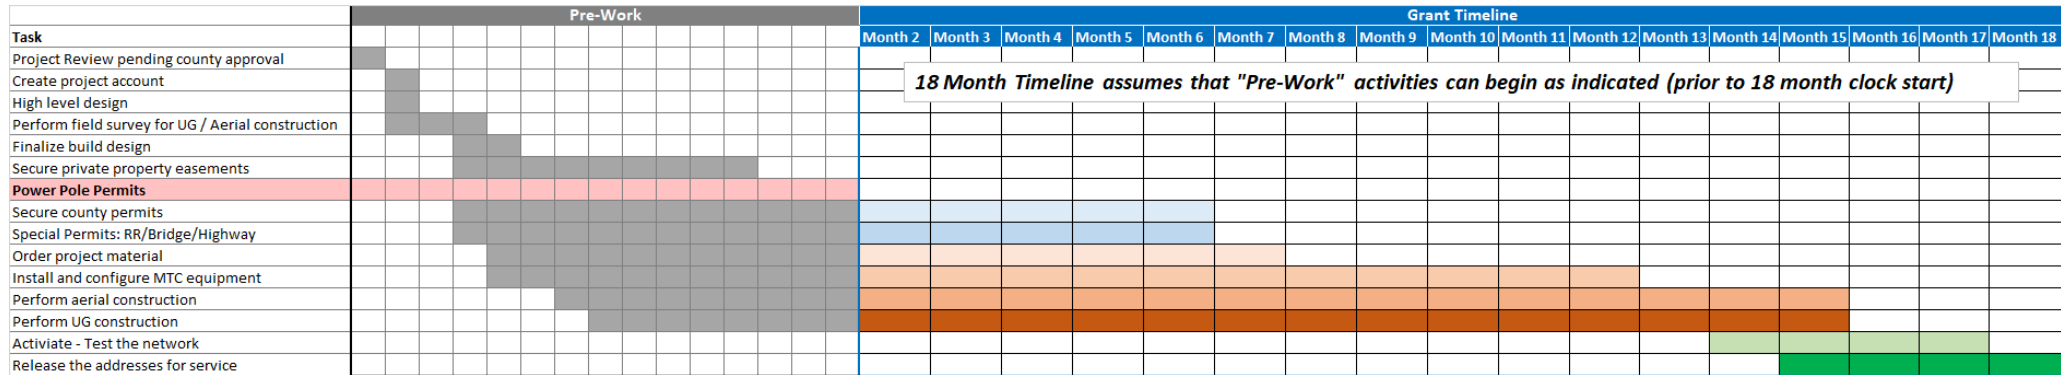 Pre-Work
Grant Timeline
Task
Month 2 Month 3 Month 4 Month 5 Month 6 Month 7 Month 8 Month 9 Month 10 Month 11 Month 12 Month 13 Month 14 Month 15 Month 16 Month 17 Month 18
Project Review pending county approval
18 Month Timeline assumes that "Pre-Work" activities can begin as indicated (prior to 18 month clock start)
Create project account
High level design
Perform field survey for UG / Aerial construction
Finalize build design
Secure private property easements
Power Pole Permits
Secure county permits
Special Permits: RR/Bridge/Highway
Order project material
Install and configure MTC equipment
Perform aerial construction
Perform UG construction
Activiate - Test the network
Release the addresses for service